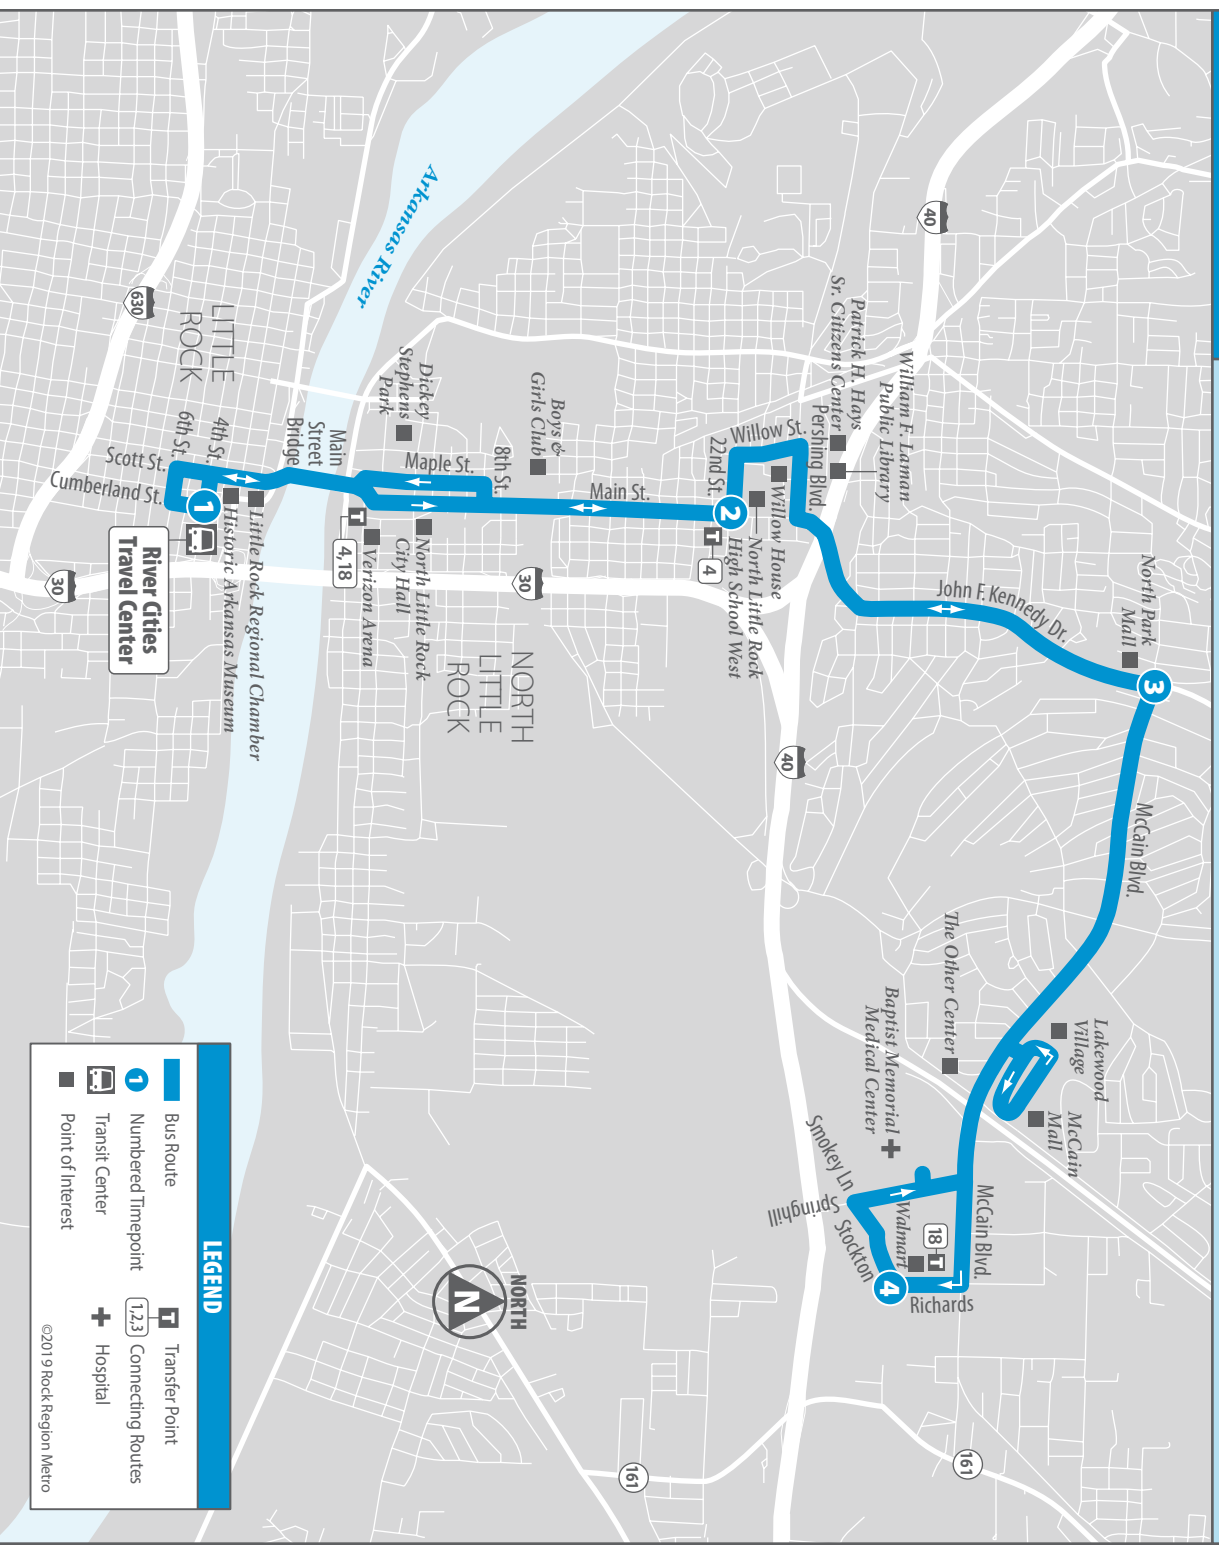 40
William F. Laman
Public Library
Patrick H. Hays
Sr. Citizens Center
Arkansas River
630
LITTLE
ROCK
4th St.
6th St.
Scott St.
Cumberland St.
Main
Street
Bridge
Dickey
Stephens
Park
Maple St.
8th St.
Boys &
Girls Club
Main St.
22nd St.
Willow St.
Pershing Blvd.
1
River Cities
Travel Center
Historic Arkansas Museum
Little Rock Regional Chamber
30
T
4,18
Verizon Arena
North Little Rock
City Hall
30
2
T
4
Willow House
North Little Rock
High School West
NORTH
LITTLE
ROCK
John F. Kennedy Dr.
North Park
Mall
3
40
McCain Blvd.
The Other Center
Lakewood
Village
McCain
Mall
Baptist Memorial
Medical Center
Smokey Ln
Springhill
Stockton
Walmart
18
T
McCain Blvd.
4
Richards
NORTH
N
161
161
LEGEND
Bus Route
1
Numbered Timepoint
Transit Center
Point of Interest
T
Transfer Point
1,2,3
Connecting Routes
Hospital
©2019 Rock Region Metro